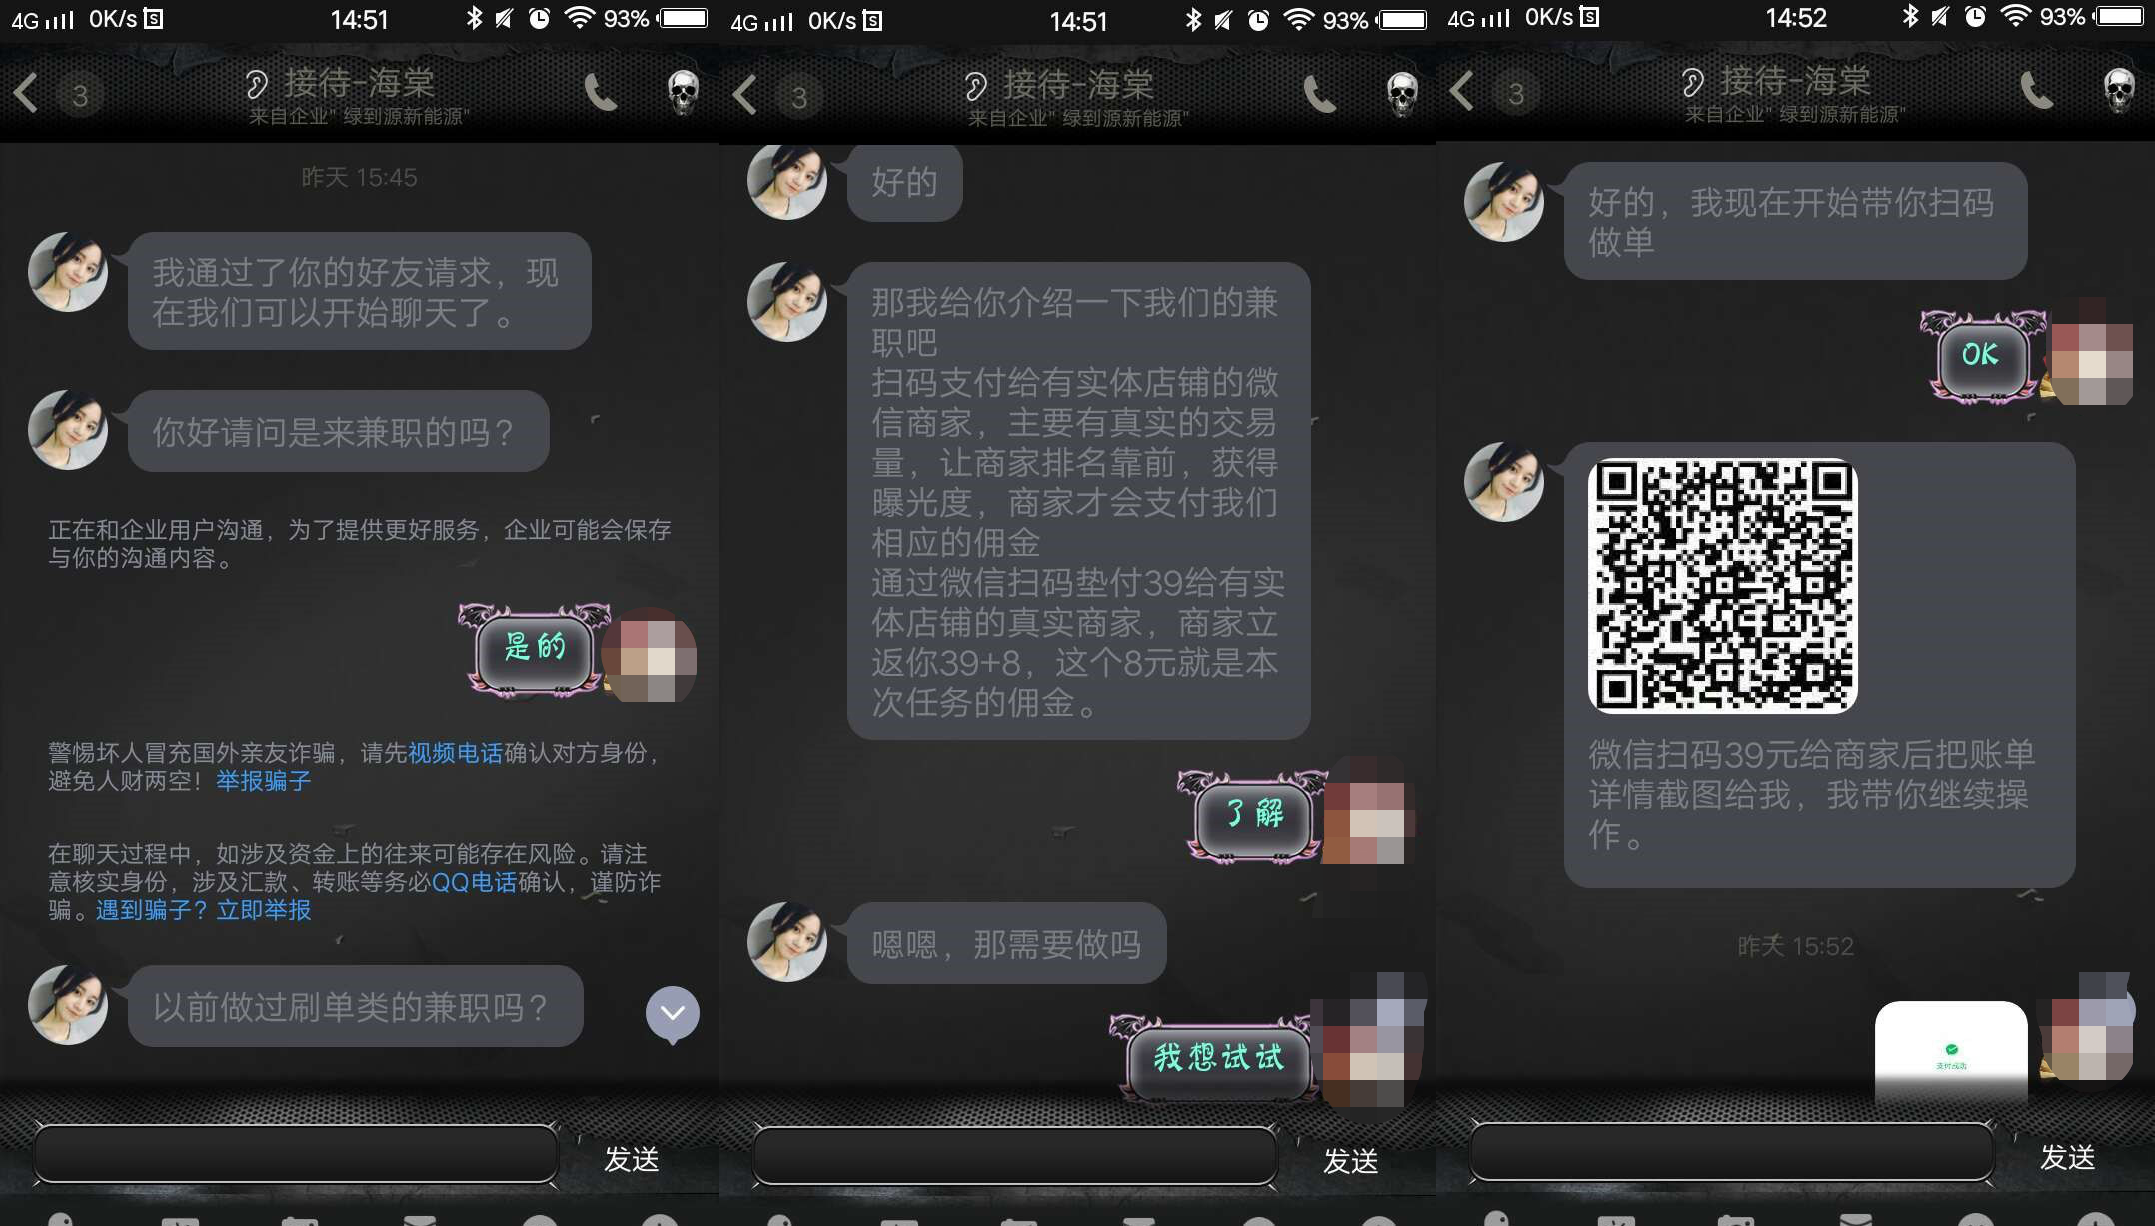 4G 0K/s 14:51 93%
3
接待-海棠
来自企业" 绿到源新能源"
昨天 15:45
我通过了你的好友请求，现
在我们可以开始聊天了。
你好请问是来兼职的吗？
正在和企业用户沟通，为了提供更好服务，企业可能会保存
与你的沟通内容。
是的
警惕坏人冒充国外亲友诈骗，请先视频电话确认对方身份，
避免人财两空！举报骗子
在聊天过程中，如涉及资金上的往来可能存在风险。请注
意核实身份，涉及汇款、转账等务必QQ电话确认，谨防诈
骗。遇到骗子？立即举报
以前做过刷单类的兼职吗？
发送
4G 0K/s 14:51 93%
3
接待-海棠
来自企业" 绿到源新能源"
好的
那我给你介绍一下我们的兼
职吧
扫码支付给有实体店铺的微
信商家，主要有真实的交易
量，让商家排名靠前，获得
曝光度，商家才会支付我们
相应的佣金
通过微信扫码垫付39给有实
体店铺的真实商家，商家立
返你39+8，这个8元就是本
次任务的佣金。
了解
嗯嗯，那需要做吗
我想试试
发送
4G 0K/s 14:52 93%
3
接待-海棠
来自企业" 绿到源新能源"
好的，我现在开始带你扫码
做单
OK
微信扫码39元给商家后把账单
详情截图给我，我带你继续操
作。
昨天 15:52
支付成功
发送